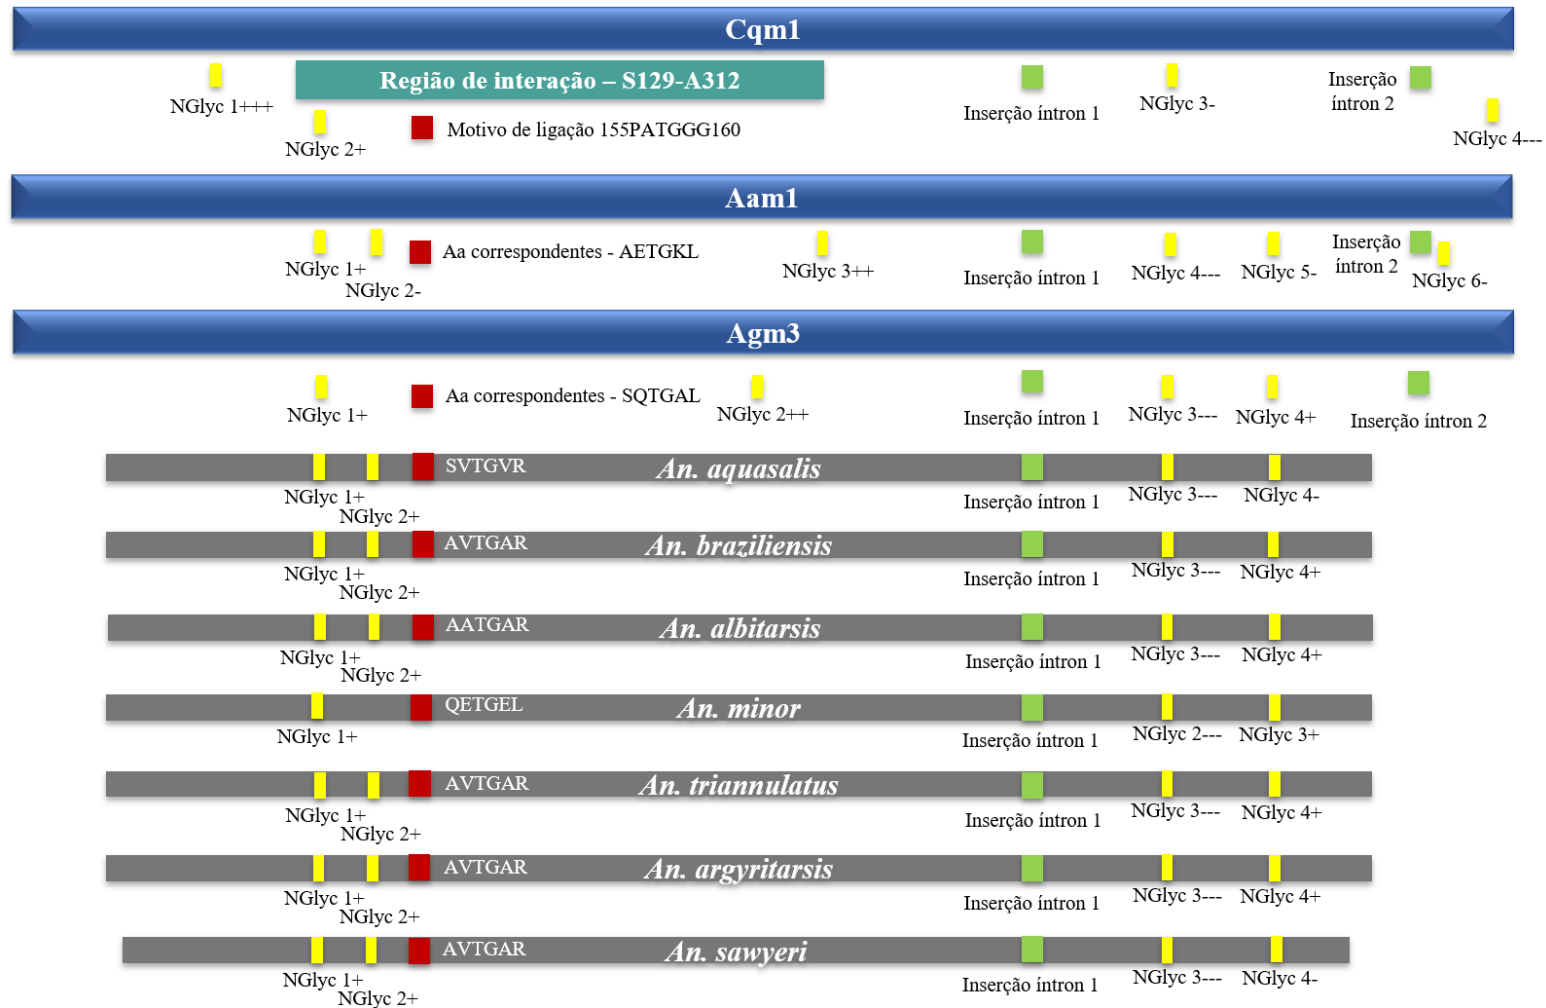 Cqm1
Região de interação – S129-A312
NGlyc 1+++
Inserção íntron 1
NGlyc 3-
Inserção
íntron 2
NGlyc 2+
Motivo de ligação 155PATGGG160
NGlyc 4---
Aam1
NGlyc 1+
NGlyc 2-
Aa correspondentes - AETGKL
NGlyc 3++
Inserção íntron 1
NGlyc 4---
NGlyc 5-
Inserção
íntron 2
NGlyc 6-
Agm3
NGlyc 1+
Aa correspondentes - SQTGAL
NGlyc 2++
Inserção íntron 1
NGlyc 3---
NGlyc 4+
Inserção íntron 2
SVTGVR
An. aquasalis
NGlyc 1+
NGlyc 2+
Inserção íntron 1
NGlyc 3---
NGlyc 4-
AVTGAR
An. braziliensis
NGlyc 1+
NGlyc 2+
Inserção íntron 1
NGlyc 3---
NGlyc 4+
AATGAR
An. albitarsis
NGlyc 1+
NGlyc 2+
Inserção íntron 1
NGlyc 3---
NGlyc 4+
QETGEL
An. minor
NGlyc 1+
Inserção íntron 1
NGlyc 2---
NGlyc 3+
AVTGAR
An. triannulatus
NGlyc 1+
NGlyc 2+
Inserção íntron 1
NGlyc 3---
NGlyc 4+
AVTGAR
An. argyritarsis
NGlyc 1+
NGlyc 2+
Inserção íntron 1
NGlyc 3---
NGlyc 4+
AVTGAR
An. sawyeri
NGlyc 1+
NGlyc 2+
Inserção íntron 1
NGlyc 3---
NGlyc 4-